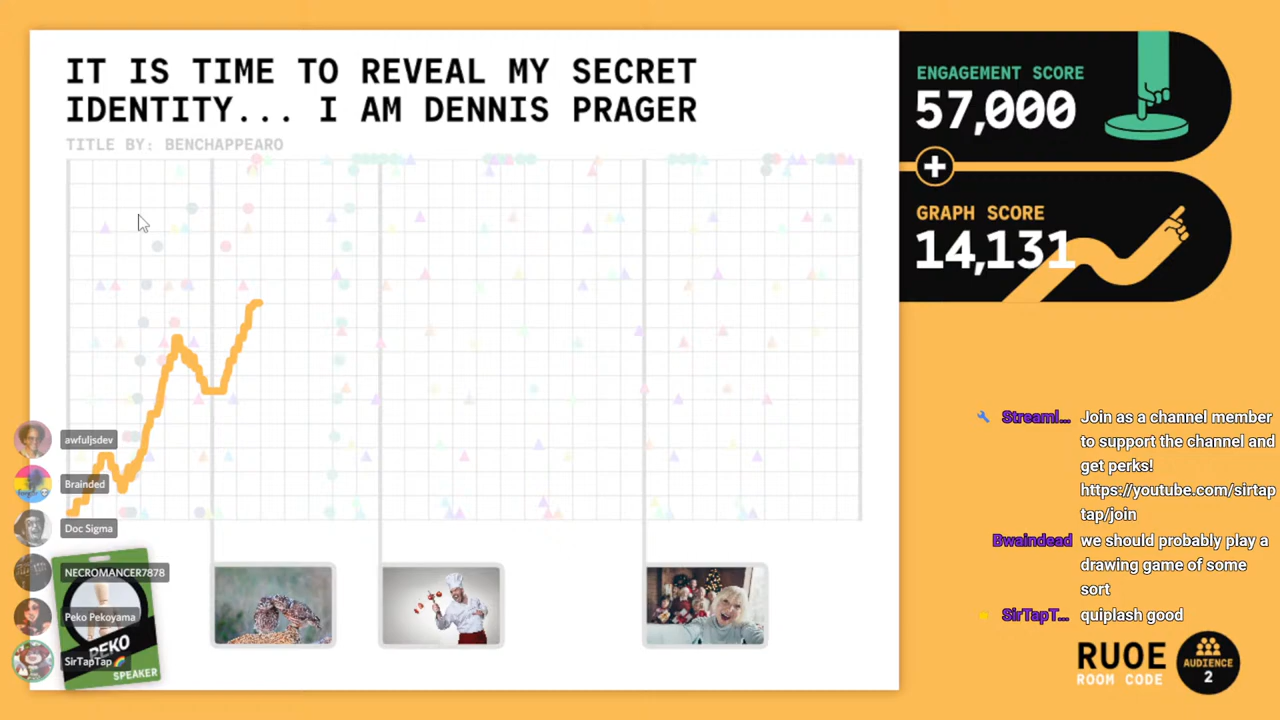 IT IS TIME TO REVEAL MY SECRET
IDENTITY... I AM DENNIS PRAGER
TITLE BY: BENCHAPPEARO
ENGAGEMENT SCORE
57,000
+
GRAPH SCORE
14,131
awfuljsdev
Brainded
Doc Sigma
NECROMANCER7878
Peko Pekoyama
PEKO
SirTapTap
SPEAKER
Streaml... Join as a channel member
to support the channel and
get perks!
https://youtube.com/sirtap
tap/join
Bwaindead we should probably play a
drawing game of some
sort
SirTapT... quiplash good
RUOE
ROOM CODE
AUDIENCE
2